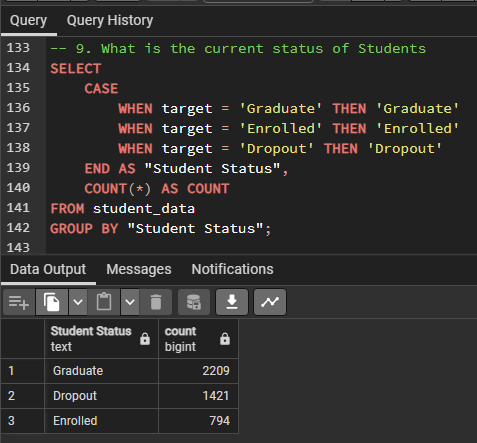 Query Query History
133 -- 9. What is the current status of Students
134 SELECT
135 CASE
136 WHEN target = 'Graduate' THEN 'Graduate'
137 WHEN target = 'Enrolled' THEN 'Enrolled'
138 WHEN target = 'Dropout' THEN 'Dropout'
139 END AS "Student Status",
140 COUNT(*) AS COUNT
141 FROM student_data
142 GROUP BY "Student Status";
143
Data Output Messages Notifications
Student Status count
text bigint
1 Graduate 2209
2 Dropout 1421
3 Enrolled 794